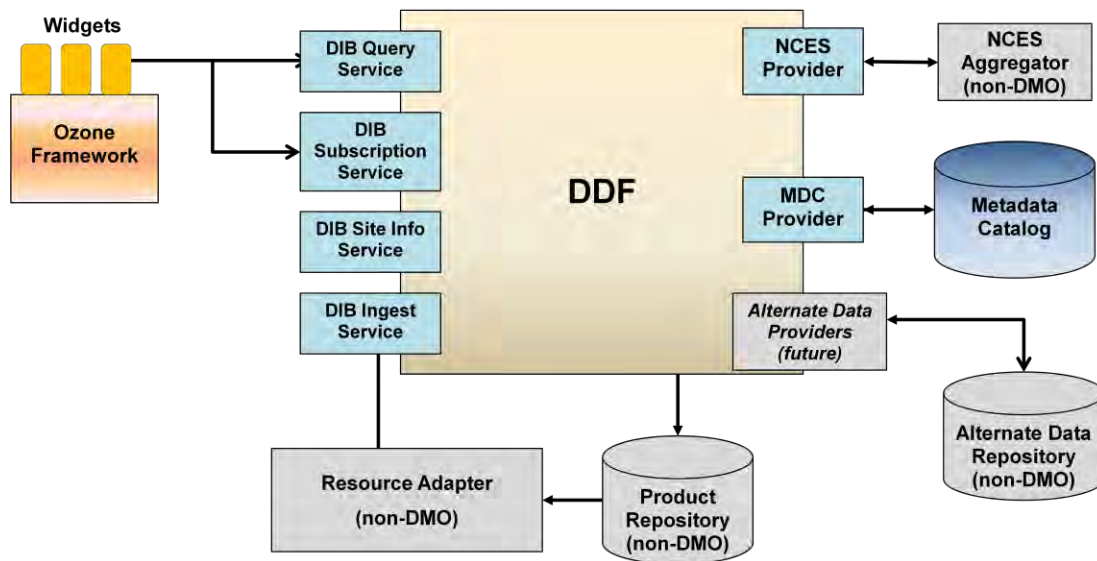 Widgets
Ozone
Framework
DIB Query
Service
DIB
Subscription
Service
DIB Site Info
Service
DIB Ingest
Service
DDF
NCES
Provider
NCES
Aggregator
(non-DMO)
MDC
Provider
Metadata
Catalog
Alternate Data
Providers
(future)
Alternate Data
Repository
(non-DMO)
Resource Adapter
(non-DMO)
Product
Repository
(non-DMO)